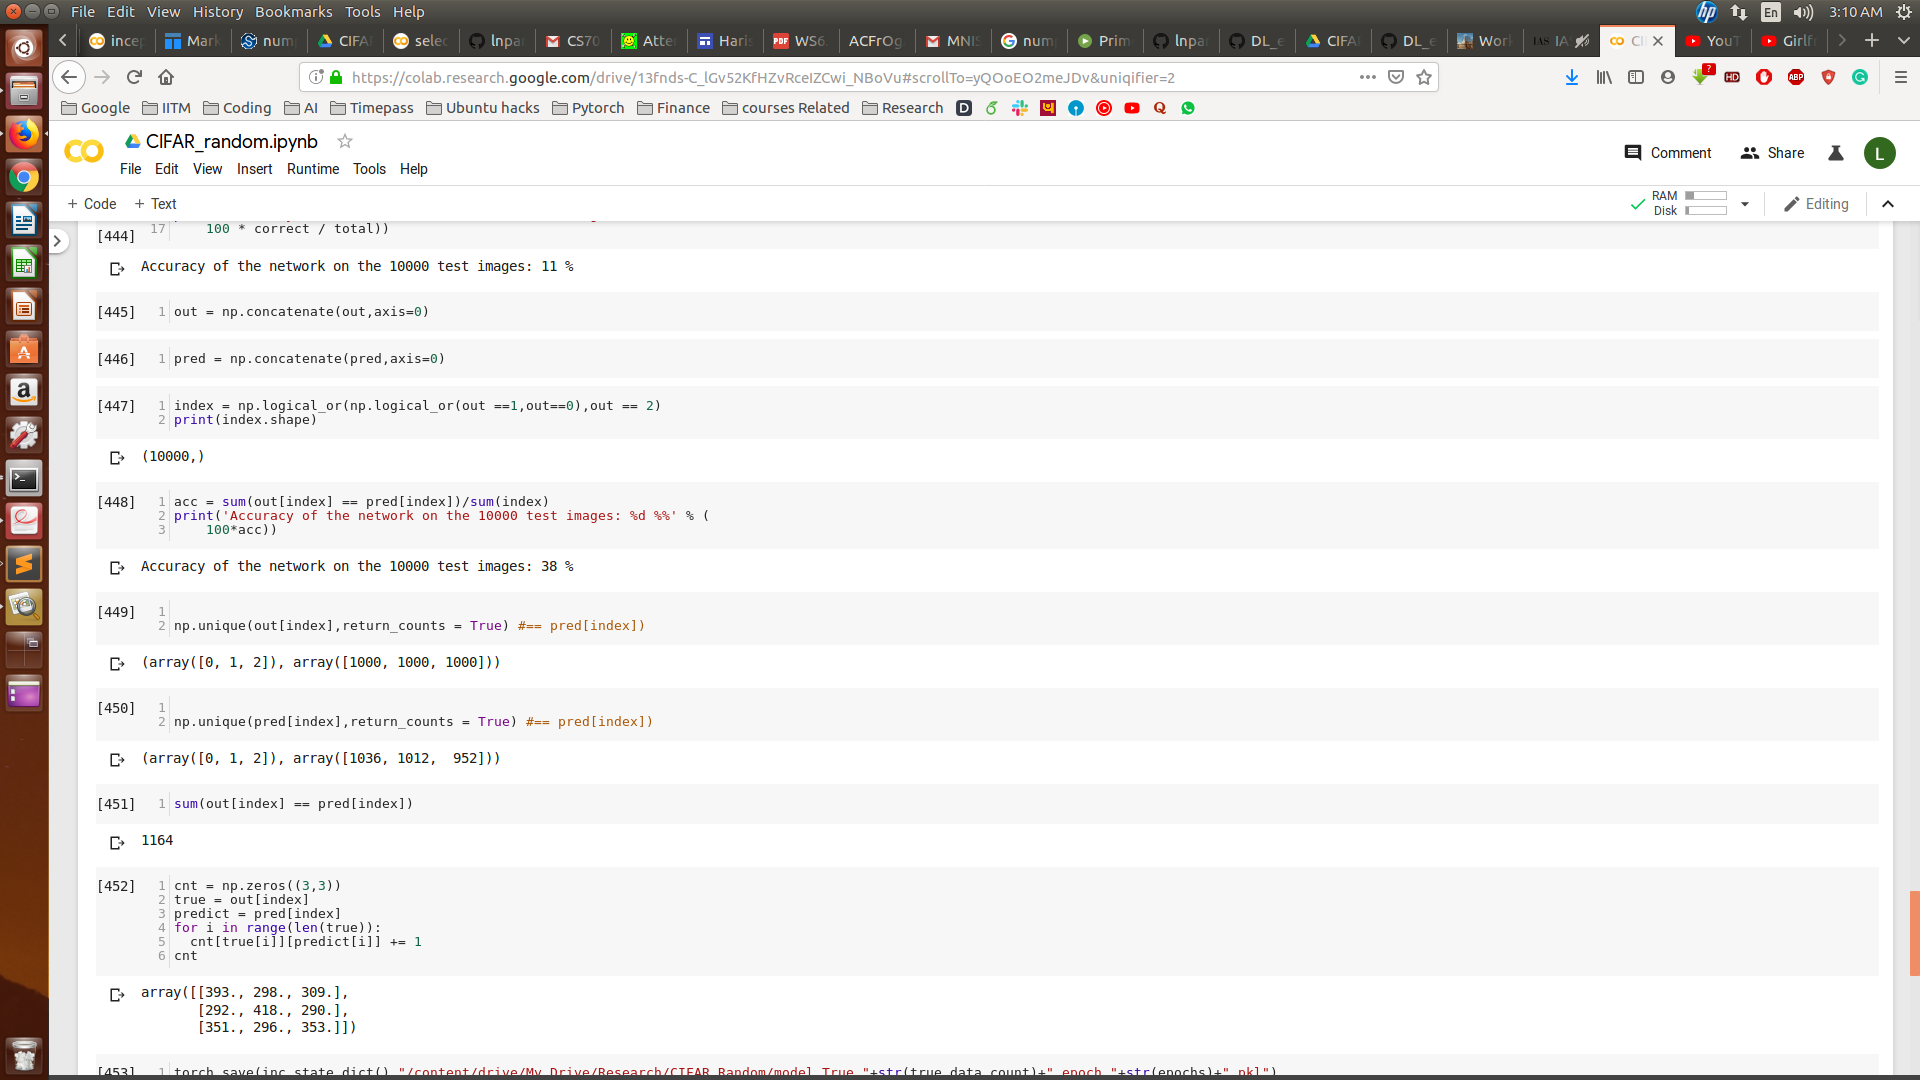 File Edit View History Bookmarks Tools Help
En 3:10 AM
incep Mark num CIFA selec lnpar CS70 Atter Haris WS6. ACFrOg MNIS num Prim lnpa DL_e CIFAI DL_e Work IAS CI YouT Girlf
https://colab.research.google.com/drive/13fnds-C_lGv52KfHZvRceIZCwi_NBoVu#scrollTo=yQOoEO2meJDv&uniqifier=2
Google IITM Coding AI Timepass Ubuntu hacks Pytorch Finance courses Related Research
CIFAR_random.ipynb
File Edit View Insert Runtime Tools Help
Comment Share L
+ Code + Text
RAM
Disk
Editing
[444] 17 100 * correct / total))
Accuracy of the network on the 10000 test images: 11 %
[445] 1 out = np.concatenate(out,axis=0)
[446] 1 pred = np.concatenate(pred,axis=0)
[447] 1 index = np.logical_or(np.logical_or(out ==1,out==0),out == 2)
2 print(index.shape)
(10000,)
[448] 1 acc = sum(out[index] == pred[index])/sum(index)
2 print('Accuracy of the network on the 10000 test images: %d %%' % (
3 100*acc))
Accuracy of the network on the 10000 test images: 38 %
[449] 1
2 np.unique(out[index],return_counts = True) #== pred[index])
(array([0, 1, 2]), array([1000, 1000, 1000]))
[450] 1
2 np.unique(pred[index],return_counts = True) #== pred[index])
(array([0, 1, 2]), array([1036, 1012,  952]))
[451] 1 sum(out[index] == pred[index])
1164
[452] 1 cnt = np.zeros((3,3))
2 true = out[index]
3 predict = pred[index]
4 for i in range(len(true)):
5 cnt[true[i]][predict[i]] += 1
6 cnt
array([[393., 298., 309.],
[292., 418., 290.],
[351., 296., 353.]])
[453] 1 torch.save(inc.state_dict(),"/content/drive/My Drive/Research/CIFAR Random/model_True_"+str(true_data_count)+"_epoch_"+str(epochs)+".pkl")